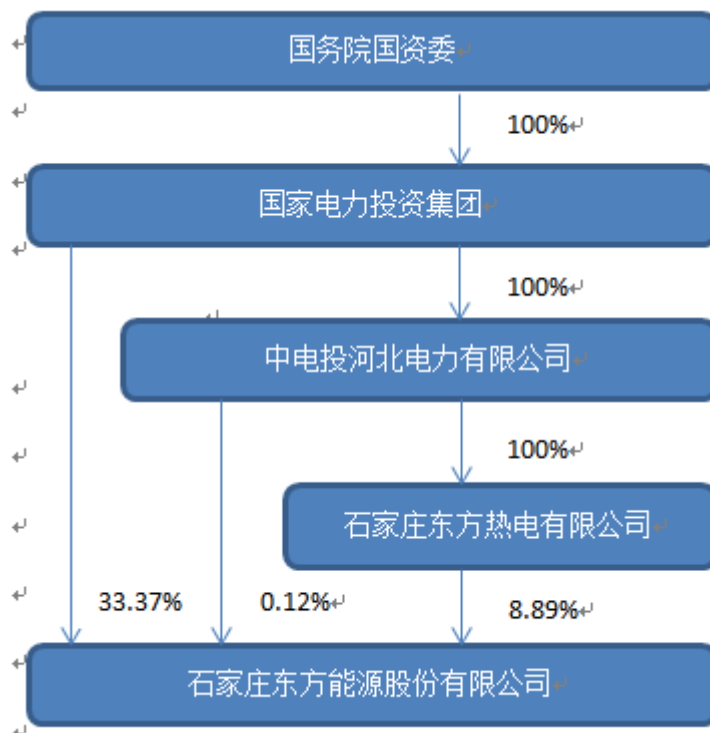 国务院国资委
100%
国家电力投资集团
100%
中电投河北电力有限公司
100%
石家庄东方热电有限公司
33.37%
0.12%
8.89%
石家庄东方能源股份有限公司